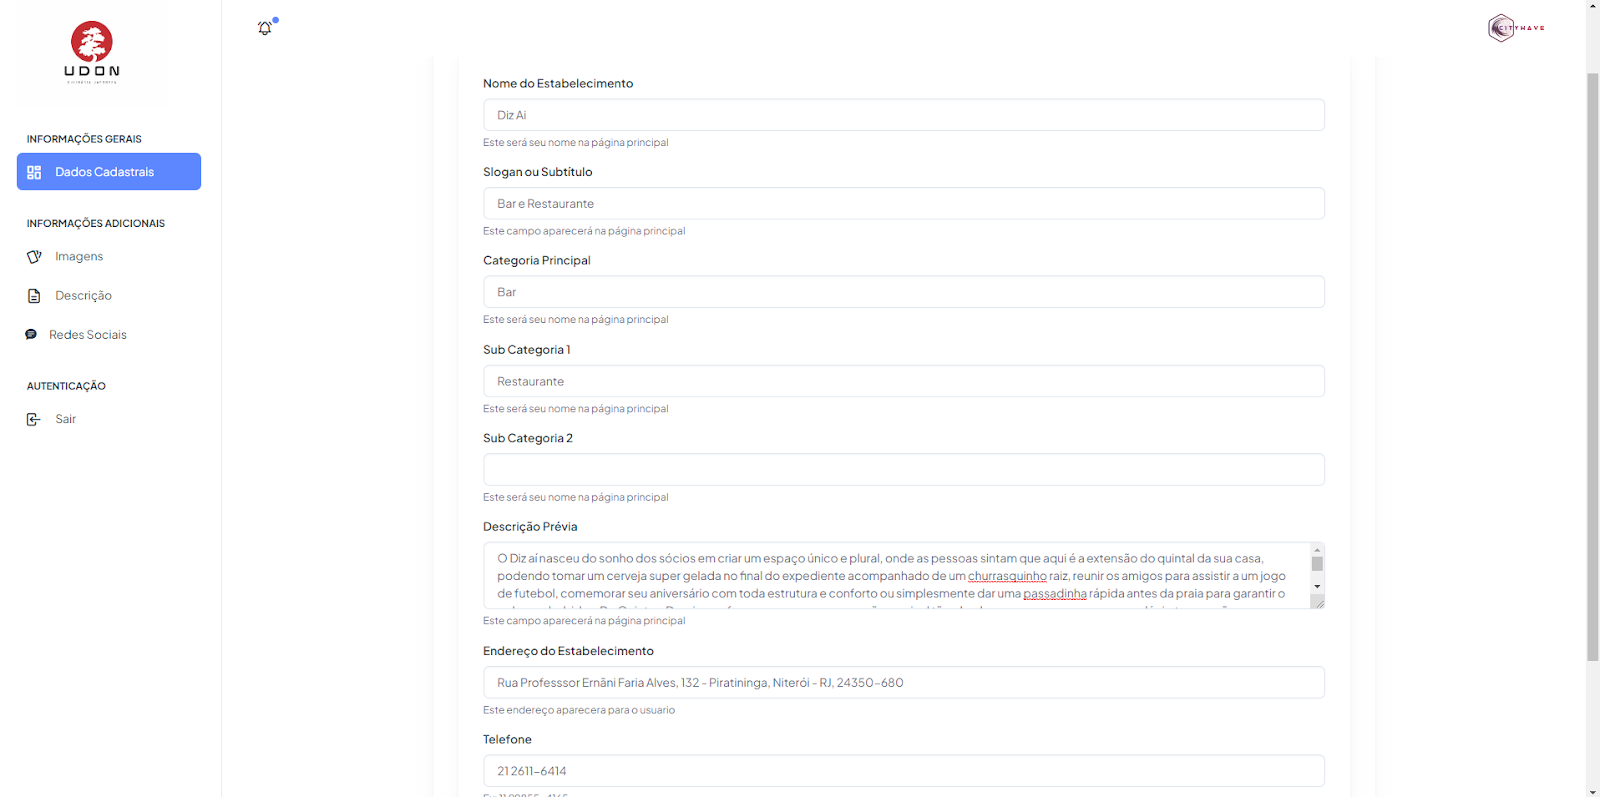 UDON
CITYWAVE
INFORMAÇÕES GERAIS
Dados Cadastrais
INFORMAÇÕES ADICIONAIS
Imagens
Descrição
Redes Sociais
AUTENTICAÇÃO
Sair
Nome do Estabelecimento
Diz Ai
Este será seu nome na página principal
Slogan ou Subtítulo
Bar e Restaurante
Este campo aparecerá na página principal
Categoria Principal
Bar
Este será seu nome na página principal
Sub Categoria 1
Restaurante
Este será seu nome na página principal
Sub Categoria 2
Este será seu nome na página principal
Descrição Prévia
O Diz aí nasceu do sonho dos sócios em criar um espaço único e plural, onde as pessoas sintam que aqui é a extensão do quintal da sua casa,
podendo tomar um cerveja super gelada no final do expediente acompanhado de um churrasquinho raiz, reunir os amigos para assistir a um jogo
de futebol, comemorar seu aniversário com toda estrutura e conforto ou simplesmente dar uma passadinha rápida antes da praia para garantir o
Este campo aparecerá na página principal
Endereço do Estabelecimento
Rua Professsor Ernâni Faria Alves, 132 - Piratininga, Niterói - RJ, 24350-680
Este endereço aparecera para o usuario
Telefone
21 2611-6414